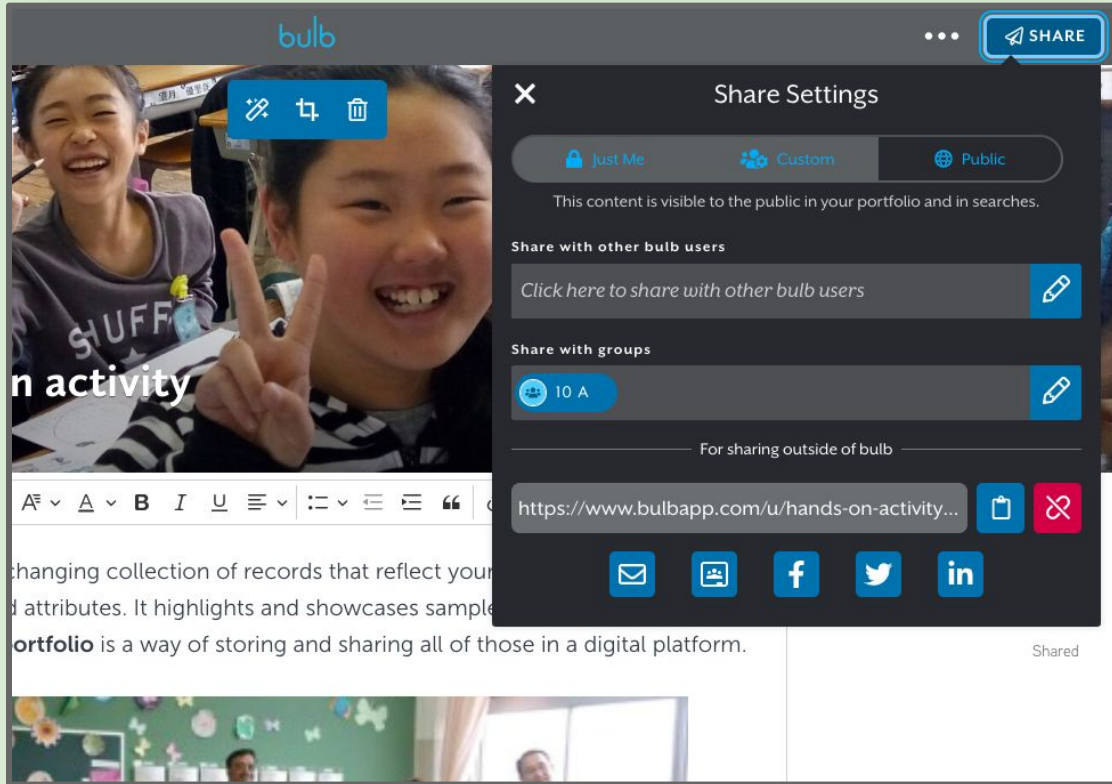 bulb
SHARE
Share Settings
Just Me
Custom
Public
This content is visible to the public in your portfolio and in searches.
Share with other bulb users
Click here to share with other bulb users
Share with groups
10 A
For sharing outside of bulb
https://www.bulbapp.com/u/hands-on-activity...
SHUFF
n activity
A
A
B
I
U
changing collection of records that reflect your
d attributes. It highlights and showcases sample
ortfolio is a way of storing and sharing all of those in a digital platform.
Shared